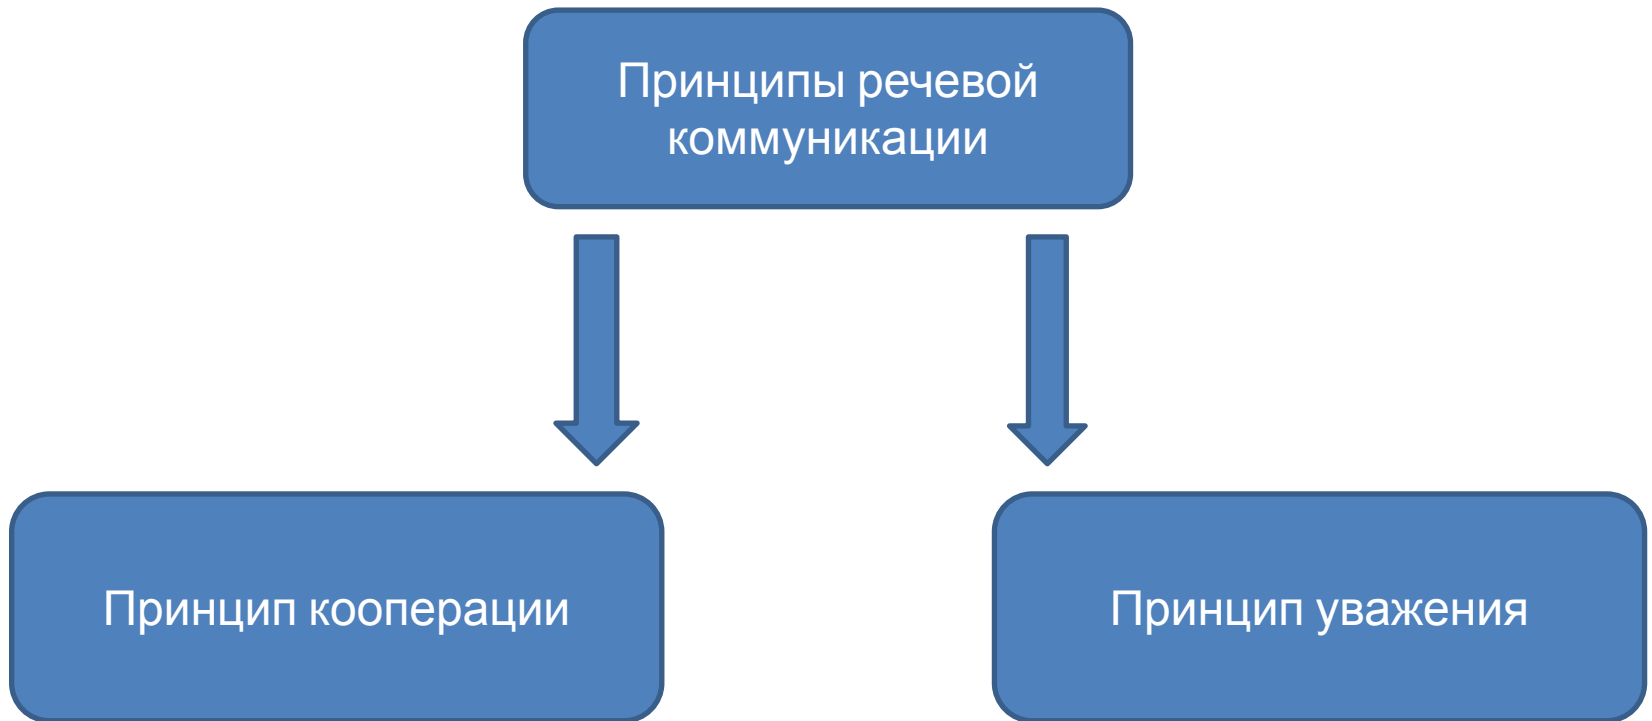 Принципы речевой
коммуникации
Принцип кооперации
Принцип уважения